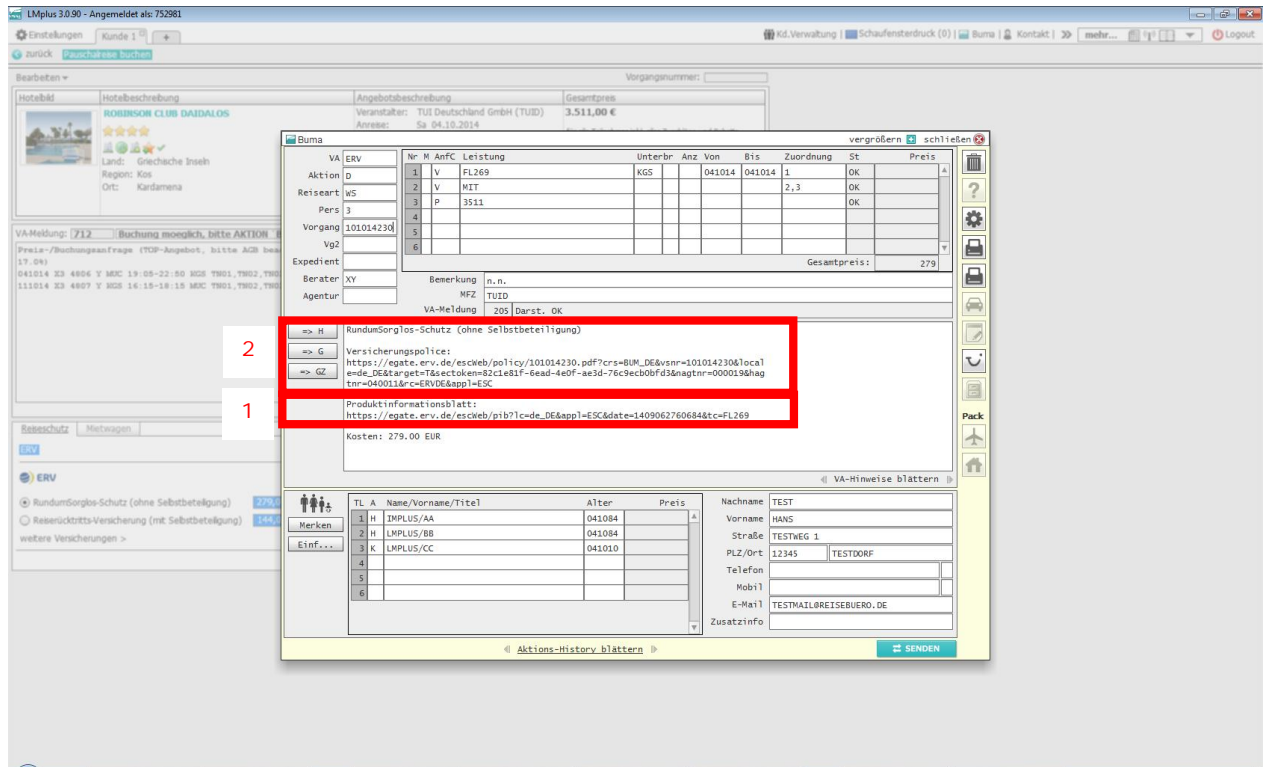 LMplus 3.0.90 - Angemeldet als: 752981
Einstellungen Kunde 1 + Kd.Verwaltung | Schaufensterdruck (0) | Buma | Kontakt | mehr... Logout
zurück Pauschalreise buchen
Bearbeiten Vorgangsnummer:
Hotelbild Hotelbeschreibung Angebotsbeschreibung Gesamtpreis
ROBINSON CLUB DAIDALOS Veranstalter: TUI Deutschland GmbH (TUID) 3.511,00 €
Anreise: Sa 04.10.2014
Land: Griechische Inseln
Region: Kos
Ort: Kardamena
VA-Meldung: 712 Buchung moeglich, bitte AKTION
Preis-/Buchungsanfrage (TOP-Angebot, bitte AGB
17.04)
041014 X3 4806 Y MUC 19:05-22:50 KGS TN01,TN02,
111014 X3 4807 Y KGS 16:15-18:15 MUC TN01,TN02,
Reiseschutz Mietwagen
ERV
ERV
RundumSorglos-Schutz (ohne Selbstbeteiligung)
Reiserücktritts-Versicherung (mit Selbstbeteiligung)
weitere Versicherungen >
Buma vergrößern schließen
VA ERV Nr M AnfC Leistung Unterbr Anz Von Bis Zuordnung St Preis
Aktion D 1 V FL269 KGS 041014 041014 1 OK
Reiseart WS 2 V MIT 2,3 OK
Pers 3 3 P 3511 OK
4
Vorgang 101014230 5
Vg2 6
Expedient Gesamtpreis: 279
Berater XY Bemerkung n.n.
Agentur MFZ TUID
VA-Meldung 205 Darst. OK
=> H RundumSorglos-Schutz (ohne Selbstbeteiligung)
2 => G Versicherungspolice:
https://egate.erv.de/escWeb/policy/101014230.pdf?crs=BUM_DE&vsnr=101014230&local
=> GZ e=de_DE&target=T&sectoken=82c1e81f-6ead-4e0f-ae3d-76c9ecb0bfd3&nagtnr=000019&hag
tnr=040011&rc=ERVDE&appl=ESC
1 Produktinformationsblatt:
https://egate.erv.de/escWeb/pib?lc=de_DE&appl=ESC&date=1409062760684&tc=FL269
Kosten: 279.00 EUR
Pack
VA-Hinweise blättern
TL A Name/Vorname/Titel Alter Preis Nachname TEST
Merken 1 H IMPLUS/AA 041084 Vorname HANS
2 H LMPLUS/BB 041084 Straße TESTWEG 1
Einf... 3 K LMPLUS/CC 041010 PLZ/Ort 12345 TESTDORF
4 Telefon
5 Mobil
6 E-Mail TESTMAIL@REISEBUERO.DE
Zusatzinfo
Aktions-History blättern SENDEN